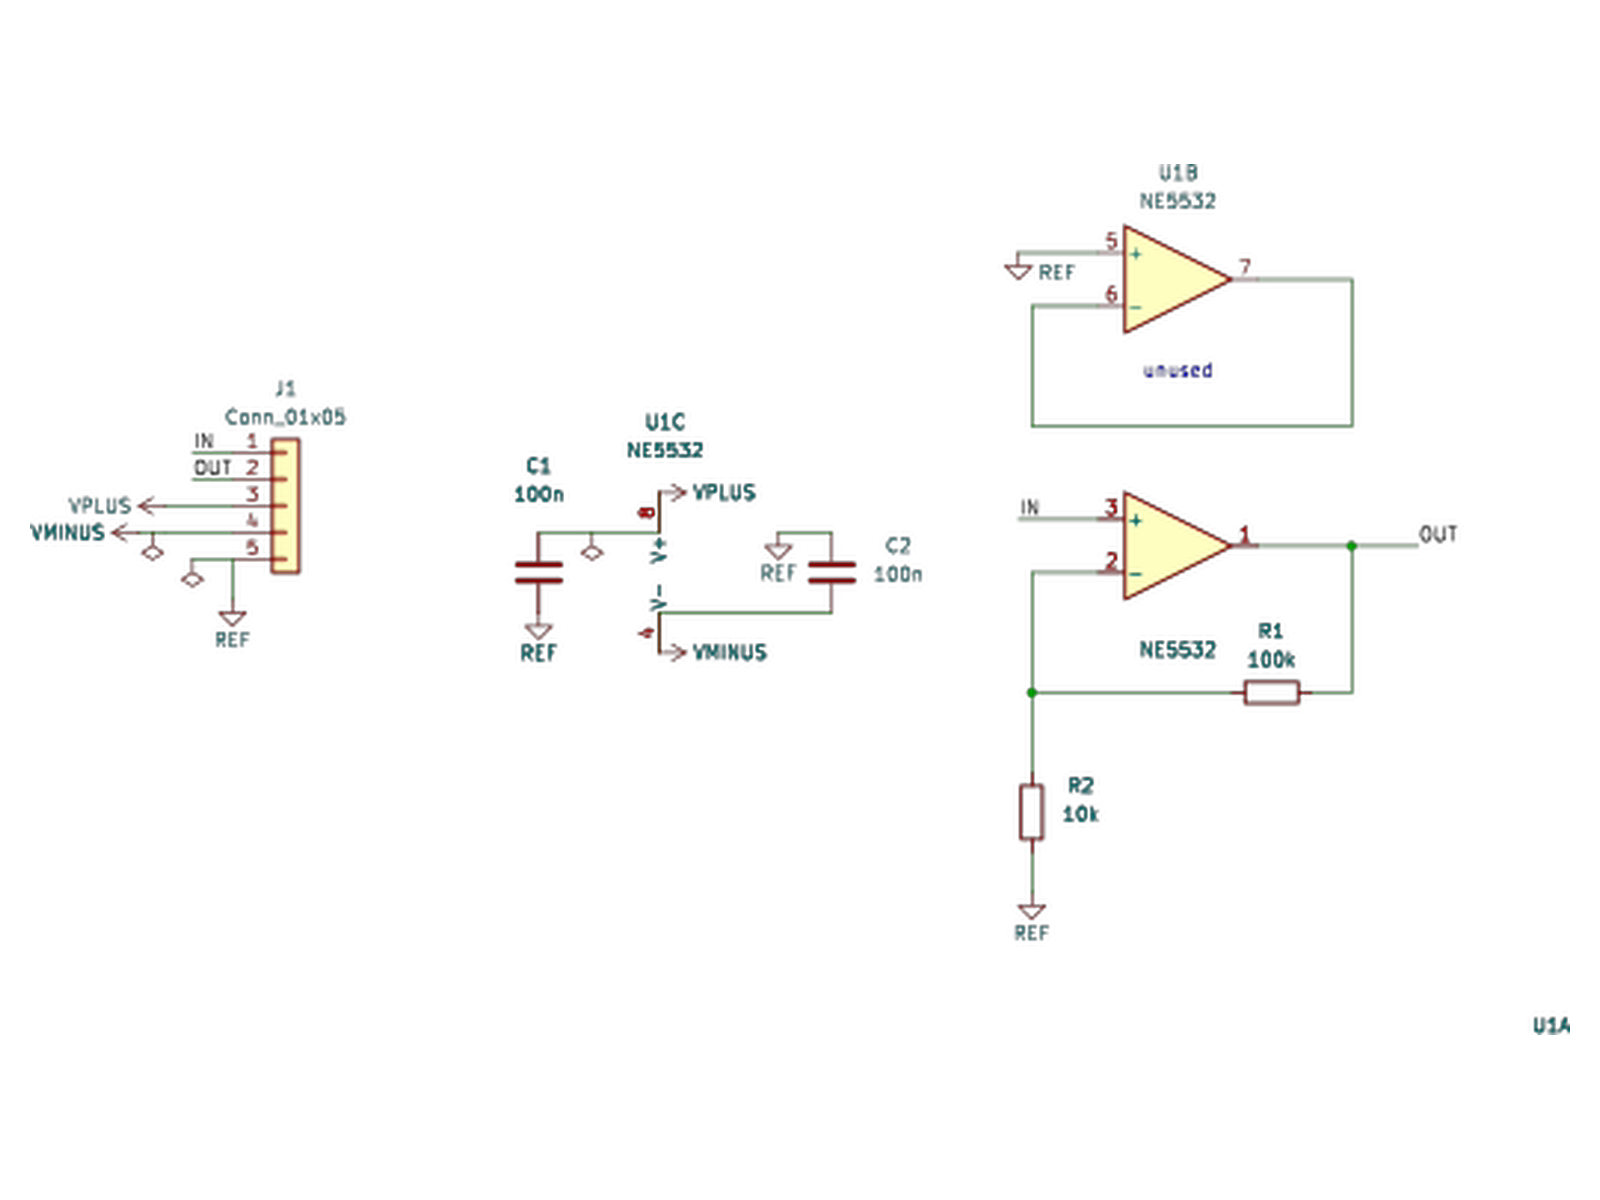 U1B
NE5532
5
+
REF
6
-
7
unused
J1
Conn_01x05
IN 1
OUT 2
VPLUS 3
VMINUS 4
5
REF
U1C
NE5532
C1
100n
VPLUS
8
V+
V-
4
VMINUS
REF
REF
C2
100n
IN
3
+
2
-
1
OUT
NE5532
R1
100k
R2
10k
REF
U1A